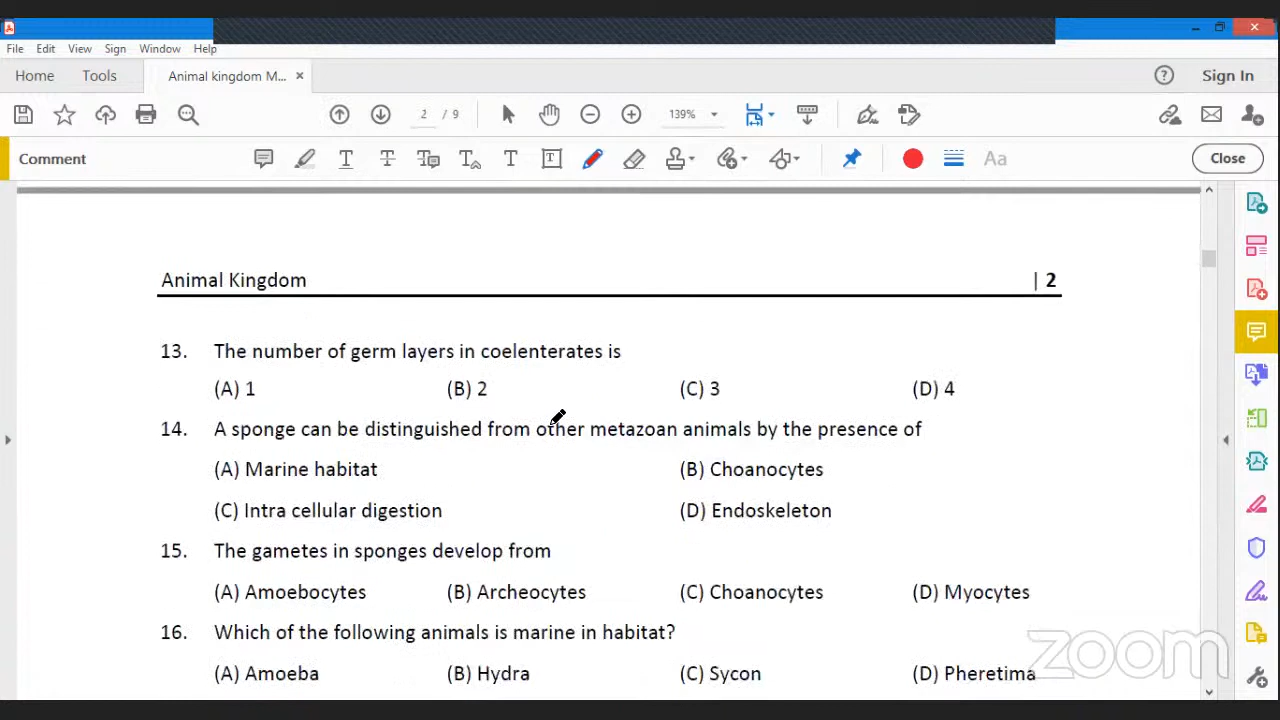 File Edit View Sign Window Help
Home Tools Animal kingdom M... × Sign In
2 / 9 139%
Comment Aa Close
Animal Kingdom | 2
13. The number of germ layers in coelenterates is
(A) 1 (B) 2 (C) 3 (D) 4
14. A sponge can be distinguished from other metazoan animals by the presence of
(A) Marine habitat (B) Choanocytes
(C) Intra cellular digestion (D) Endoskeleton
15. The gametes in sponges develop from
(A) Amoebocytes (B) Archeocytes (C) Choanocytes (D) Myocytes
16. Which of the following animals is marine in habitat?
(A) Amoeba (B) Hydra (C) Sycon (D) Pheretima
zoom